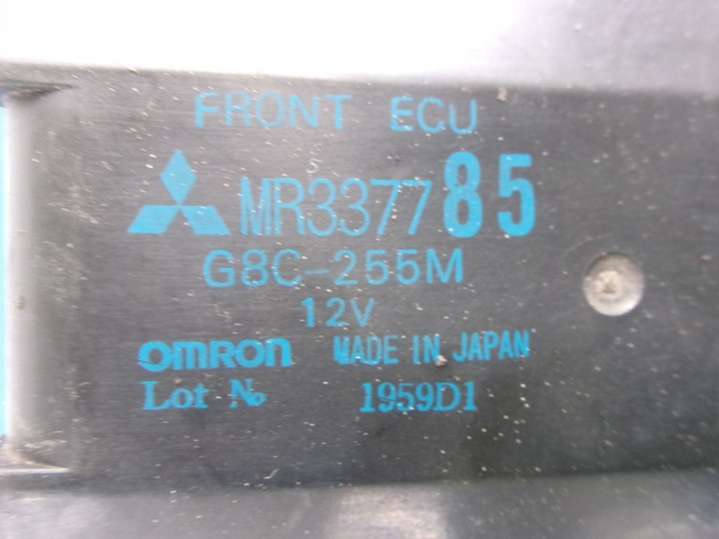 FRONT ECU
MR337785
G8C-255M
12V
OMRON MADE IN JAPAN
Lot No 1959D1